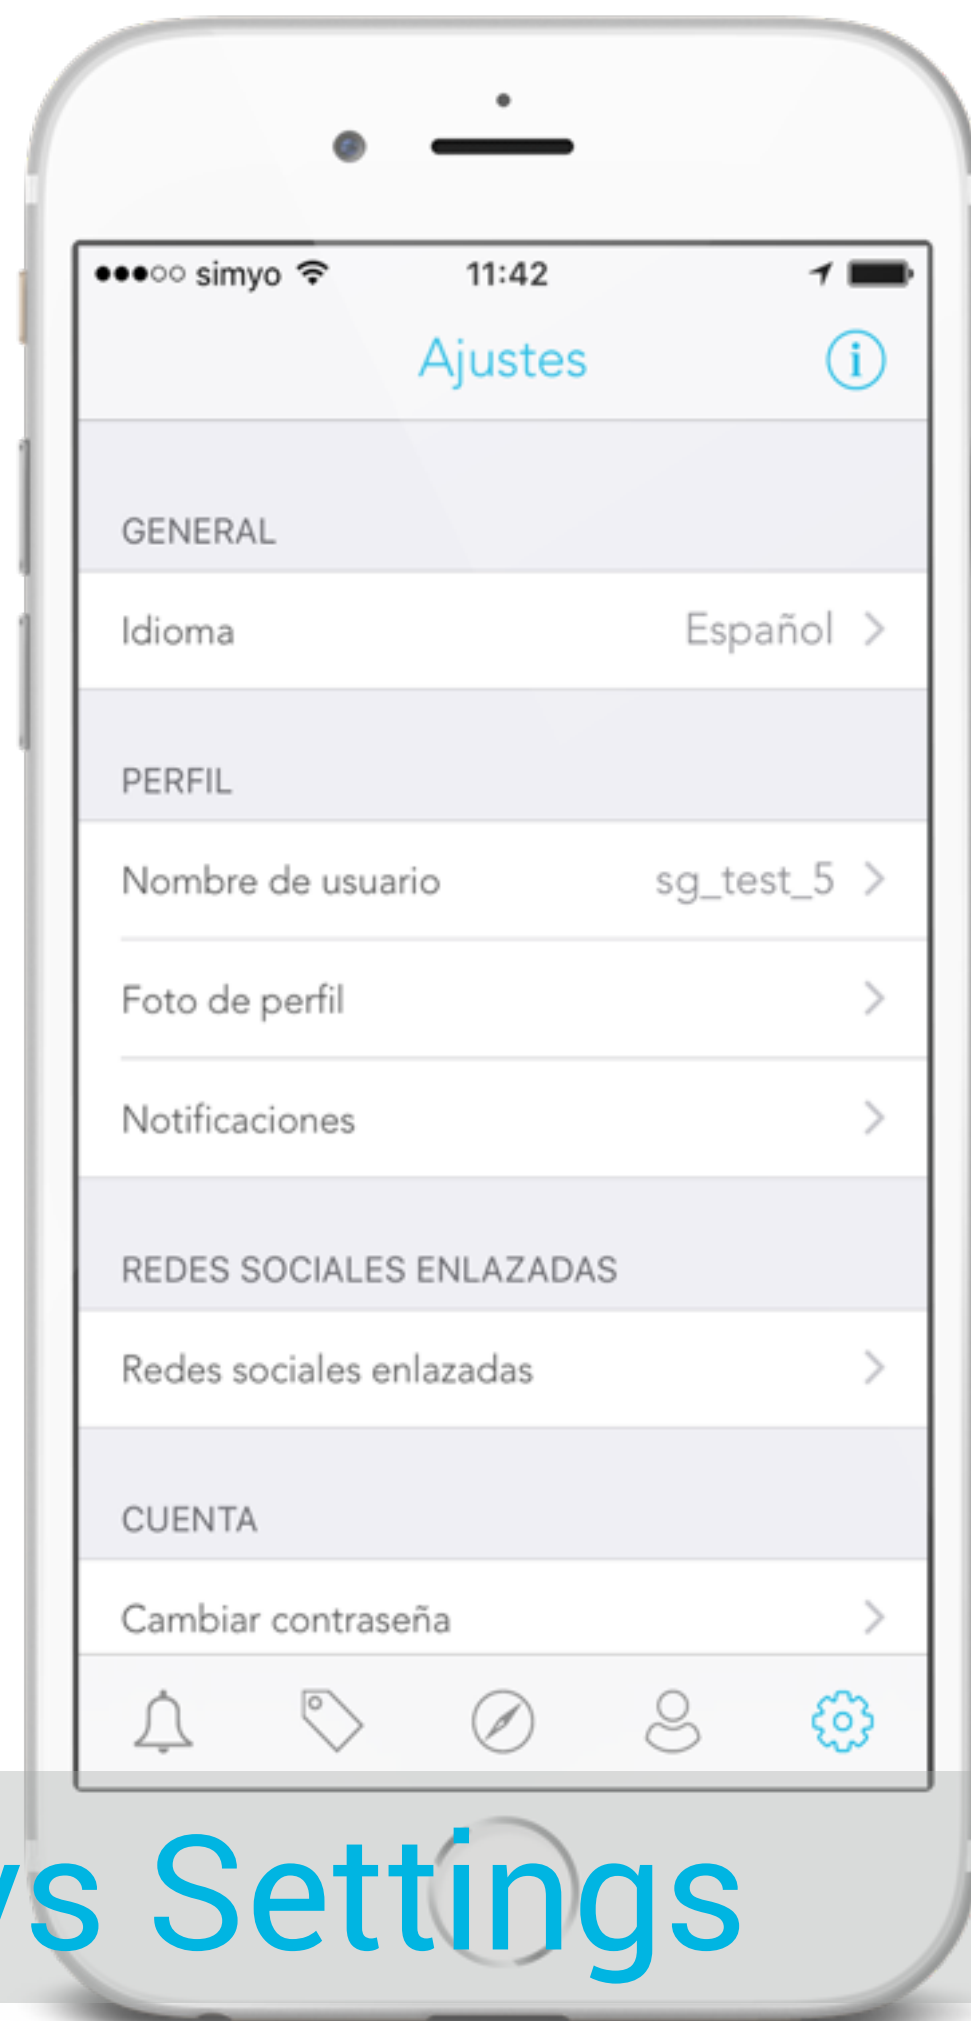 simyo 11:42
Ajustes
GENERAL
Idioma Español
PERFIL
Nombre de usuario sg_test_5
Foto de perfil
Notificaciones
REDES SOCIALES ENLAZADAS
Redes sociales enlazadas
CUENTA
Cambiar contraseña
Settings